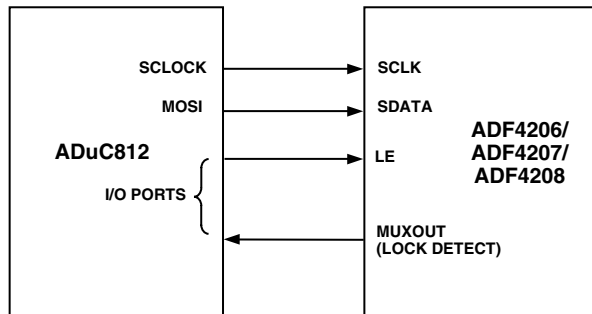 SCLOCK
MOSI
ADuC812
I/O PORTS
SCLK
SDATA
LE
MUXOUT
(LOCK DETECT)
ADF4206/
ADF4207/
ADF4208